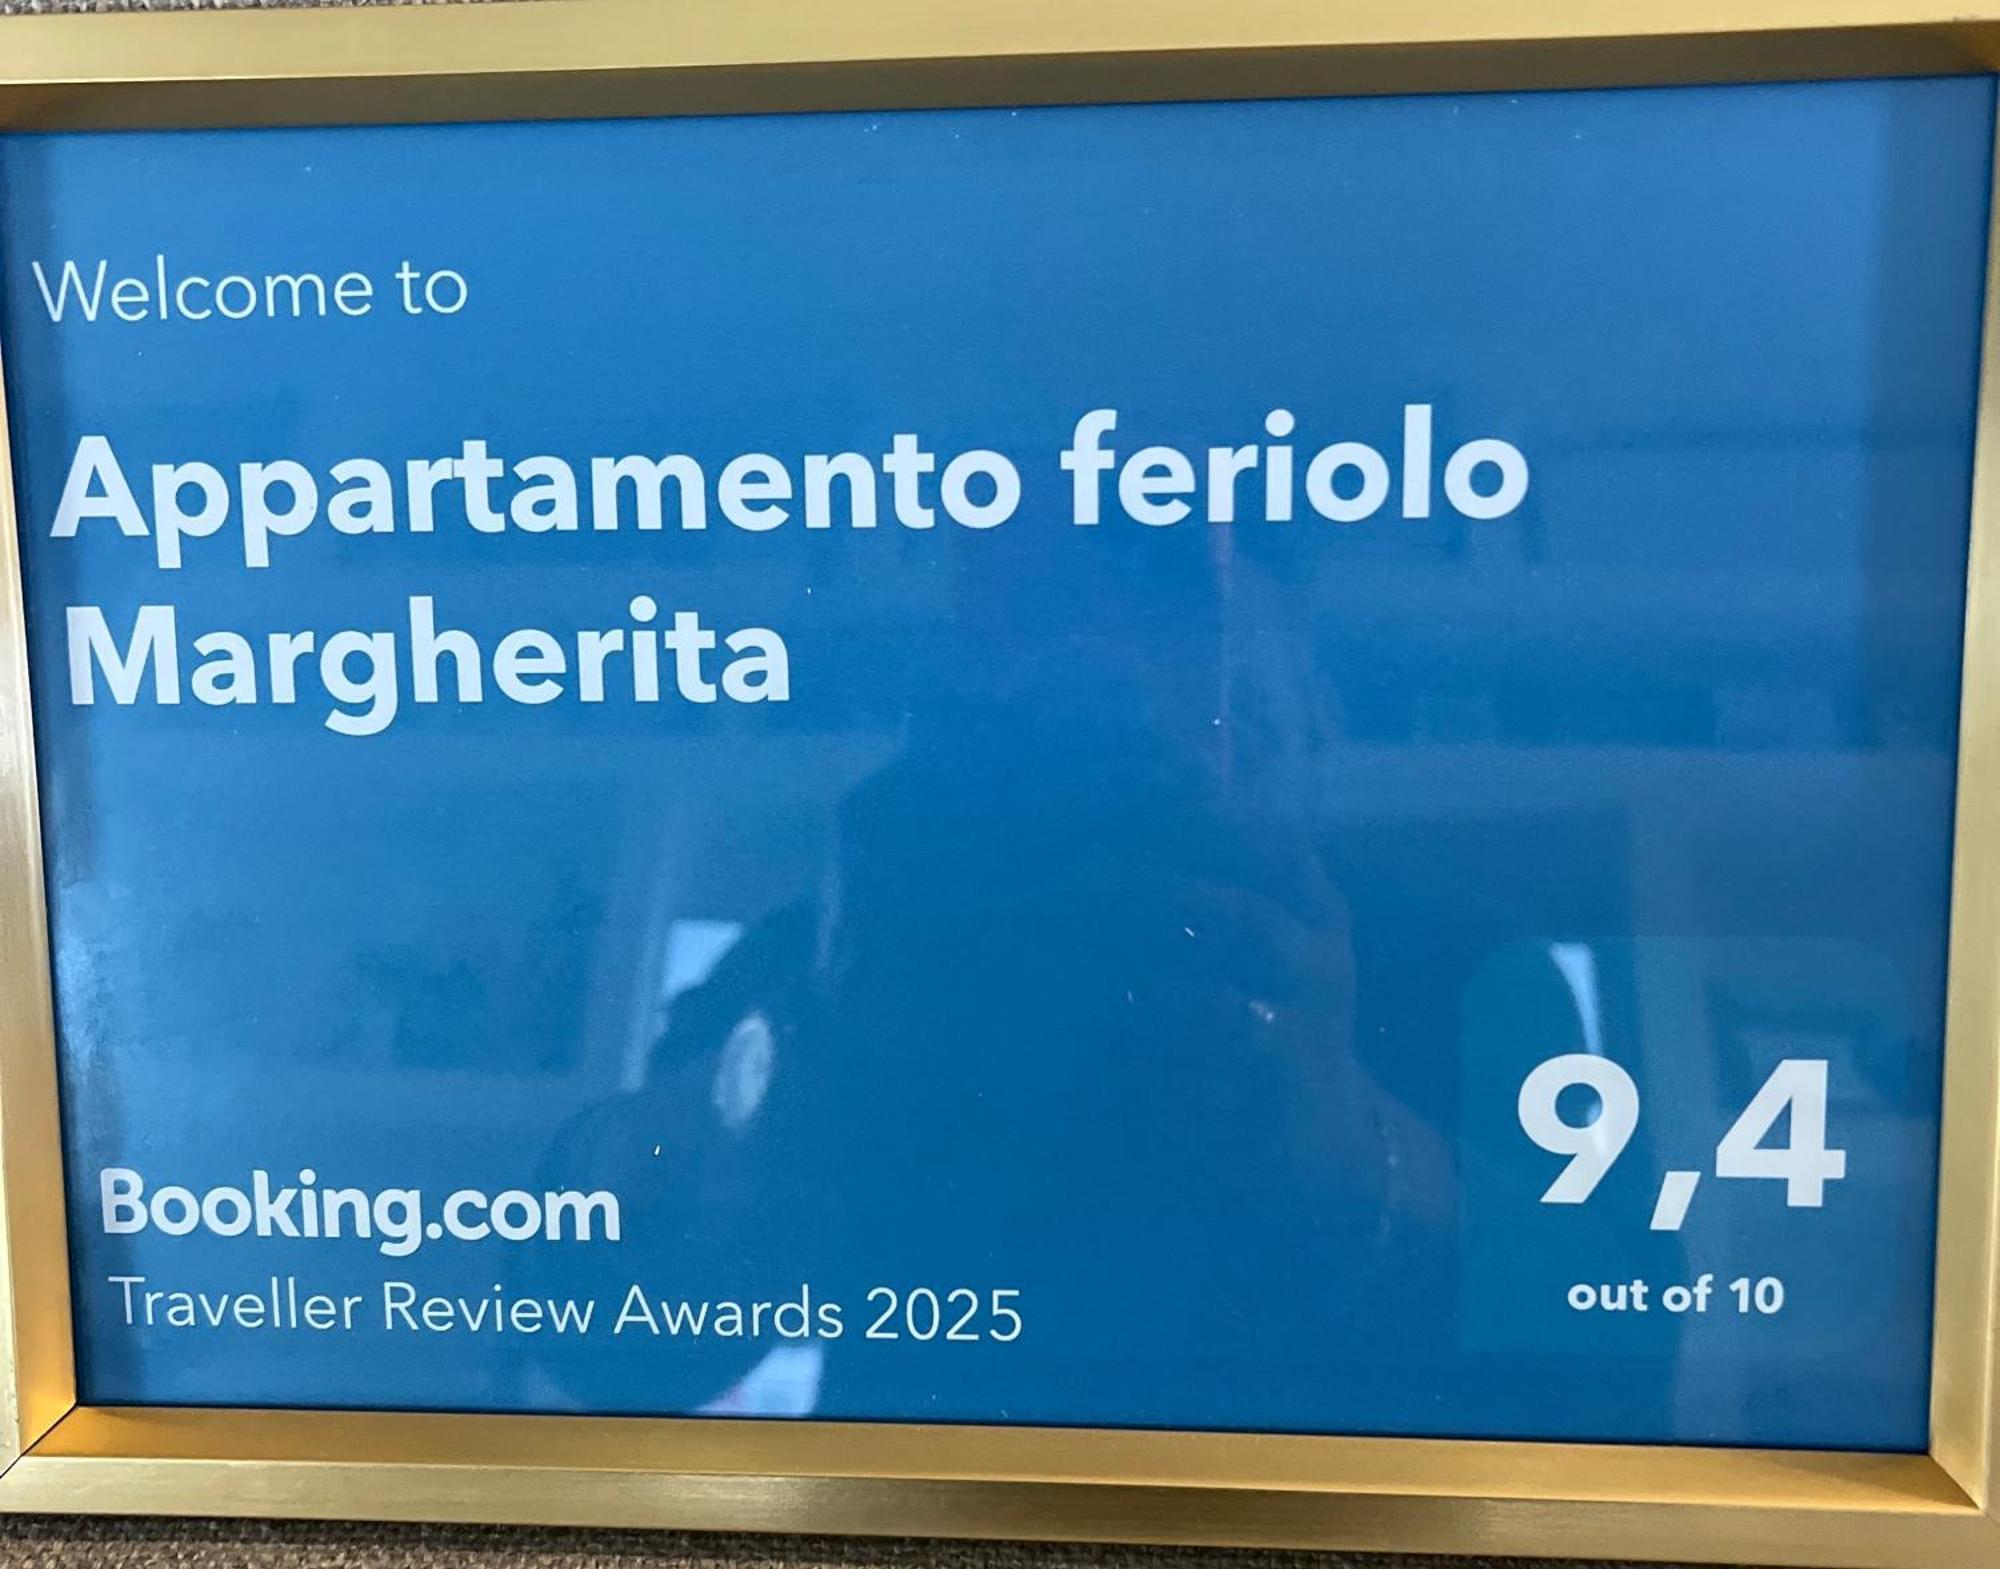 Welcome to
Appartamento feriolo
Margherita
Booking.com
Traveller Review Awards 2025
9,4
out of 10